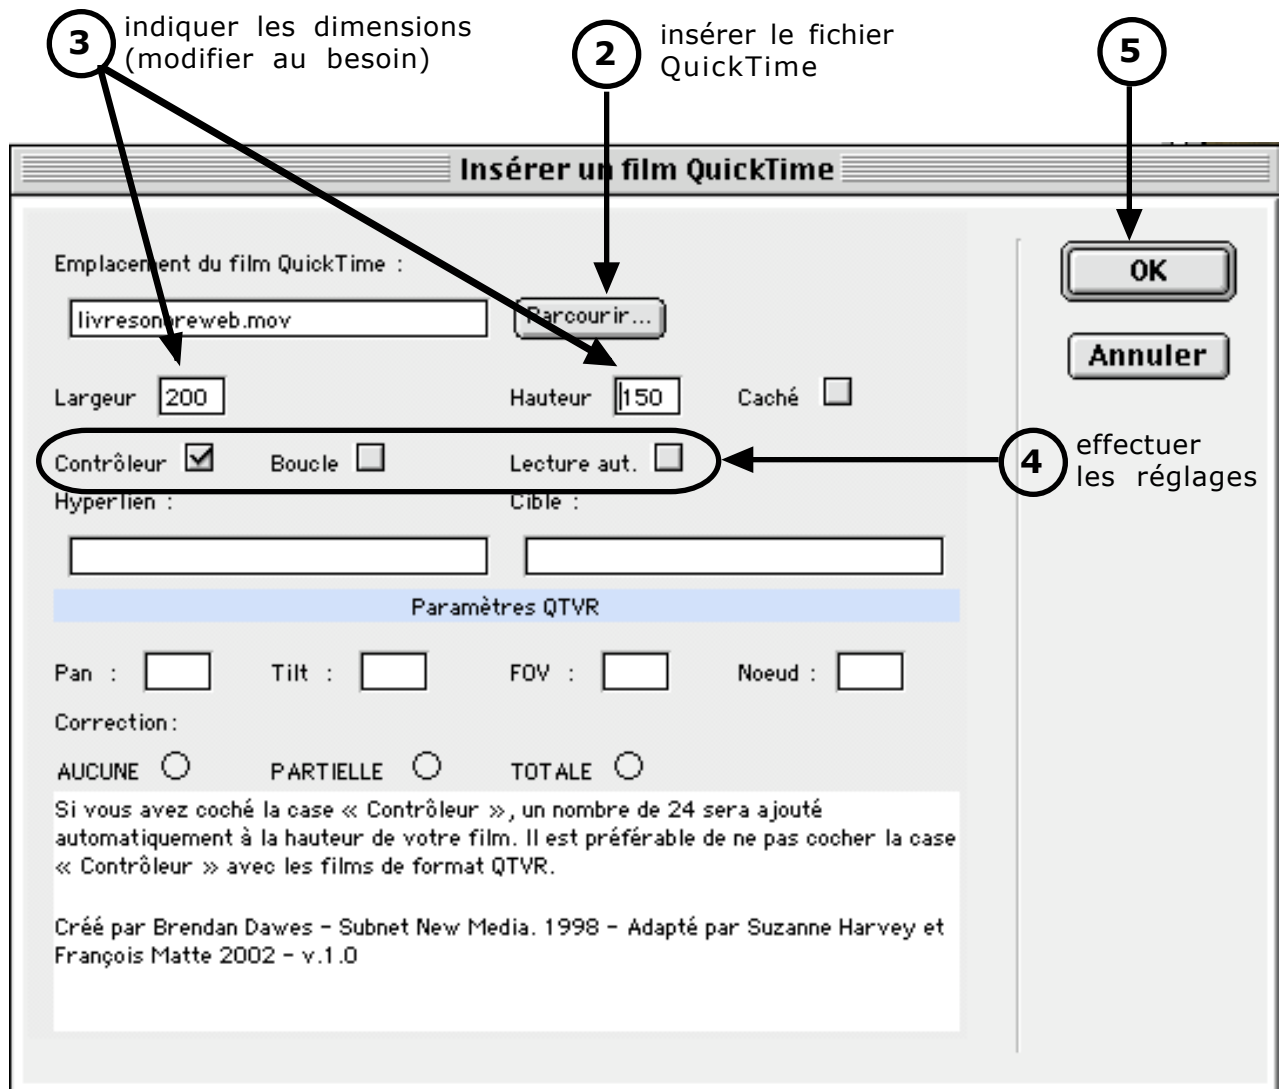 3 indiquer les dimensions
(modifier au besoin)
2 insérer le fichier
QuickTime
5
Insérer un film QuickTime
Emplacement du film QuickTime :
livresonoreweb.mov
Parcourir...
OK
Annuler
Largeur 200
Hauteur 150
Caché
Contrôleur
Boucle
Lecture aut.
4 effectuer
les réglages
Hyperlien :
Cible :
Paramètres QTVR
Pan :
Tilt :
FOV :
Noeud :
Correction:
AUCUNE
PARTIELLE
TOTALE
Si vous avez coché la case « Contrôleur », un nombre de 24 sera ajouté
automatiquement à la hauteur de votre film. Il est préférable de ne pas cocher la case
« Contrôleur » avec les films de format QTVR.
Créé par Brendan Dawes - Subnet New Media. 1998 - Adapté par Suzanne Harvey et
François Matte 2002 - v.1.0